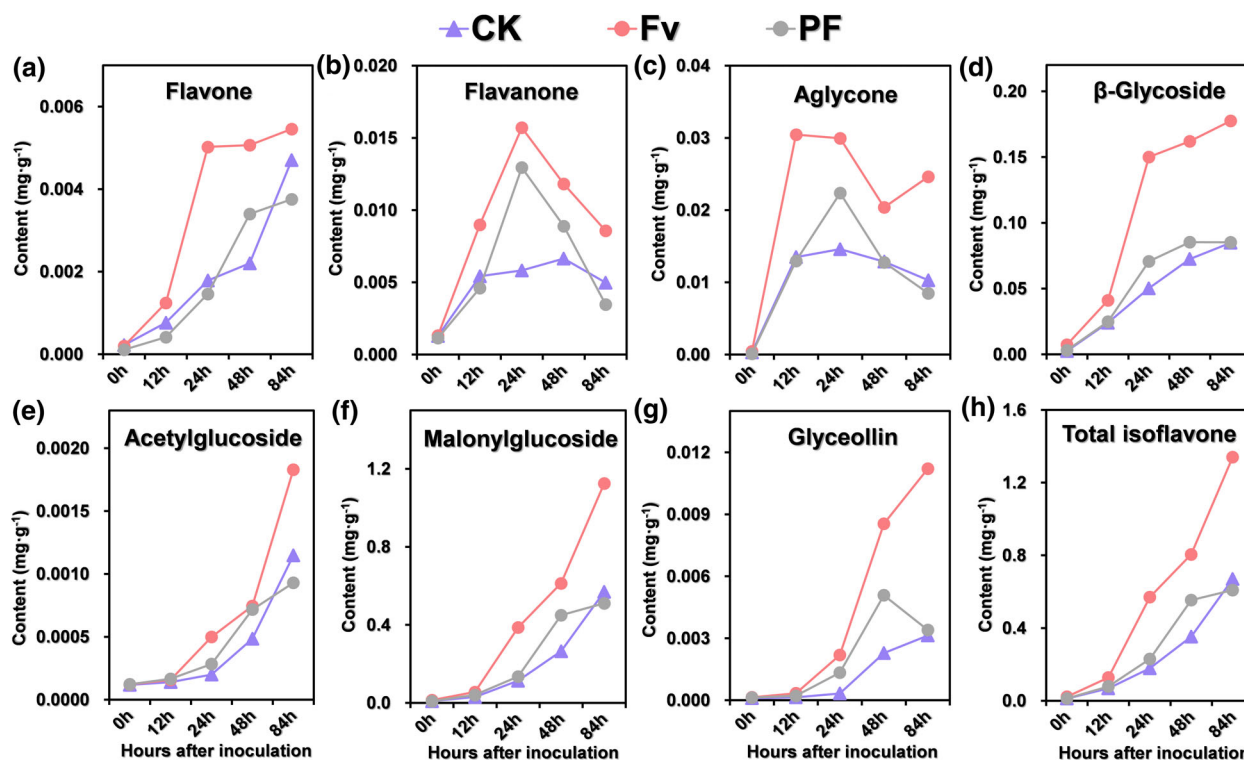 CK Fv PF
(a) Flavone
Content (mg·g⁻¹)
0.006
0.004
0.002
0.000
0h 12h 24h 48h 84h
(b) Flavanone
Content (mg·g⁻¹)
0.020
0.015
0.010
0.005
0.000
0h 12h 24h 48h 84h
(c) Aglycone
Content (mg·g⁻¹)
0.04
0.03
0.02
0.01
0.00
0h 12h 24h 48h 84h
(d) β-Glycoside
Content (mg·g⁻¹)
0.20
0.15
0.10
0.05
0.00
0h 12h 24h 48h 84h
(e) Acetylglucoside
Content (mg·g⁻¹)
0.0020
0.0015
0.0010
0.0005
0.0000
0h 12h 24h 48h 84h
Hours after inoculation
(f) Malonylglucoside
Content (mg·g⁻¹)
1.2
0.8
0.4
0.0
0h 12h 24h 48h 84h
Hours after inoculation
(g) Glyceollin
Content (mg·g⁻¹)
0.012
0.009
0.006
0.003
0.000
0h 12h 24h 48h 84h
Hours after inoculation
(h) Total isoflavone
Content (mg·g⁻¹)
1.6
1.2
0.8
0.4
0.0
0h 12h 24h 48h 84h
Hours after inoculation